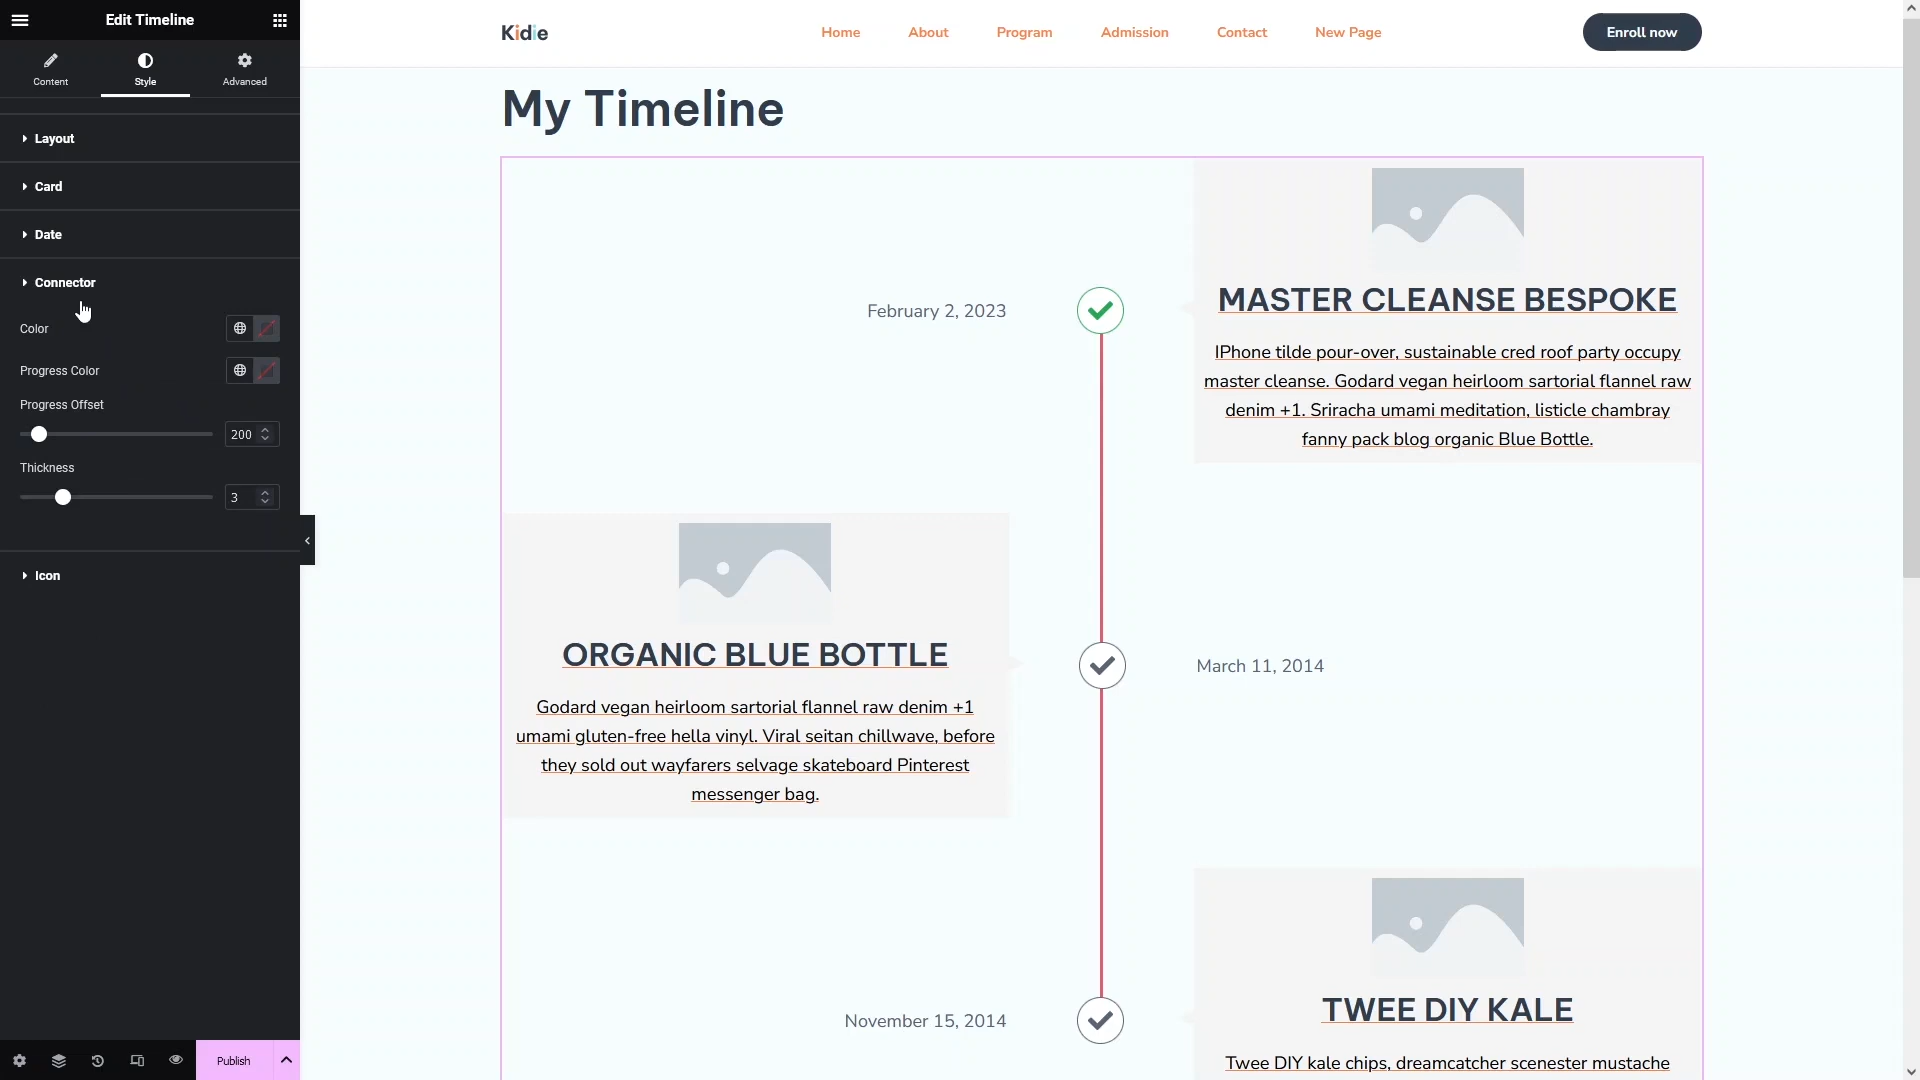 Edit Timeline
Content
Style
Advanced
Layout
Card
Date
Connector
Color
Progress Color
Progress Offset
200
Thickness
3
Icon
Publish
Kidie
Home
About
Program
Admission
Contact
New Page
Enroll now
My Timeline
February 2, 2023
MASTER CLEANSE BESPOKE
IPhone tilde pour-over, sustainable cred roof party occupy
master cleanse. Godard vegan heirloom sartorial flannel raw
denim +1. Sriracha umami meditation, listicle chambray
fanny pack blog organic Blue Bottle.
ORGANIC BLUE BOTTLE
Godard vegan heirloom sartorial flannel raw denim +1
umami gluten-free hella vinyl. Viral seitan chillwave, before
they sold out wayfarers selvage skateboard Pinterest
messenger bag.
March 11, 2014
November 15, 2014
TWEE DIY KALE
Twee DIY kale chips, dreamcatcher scenester mustache